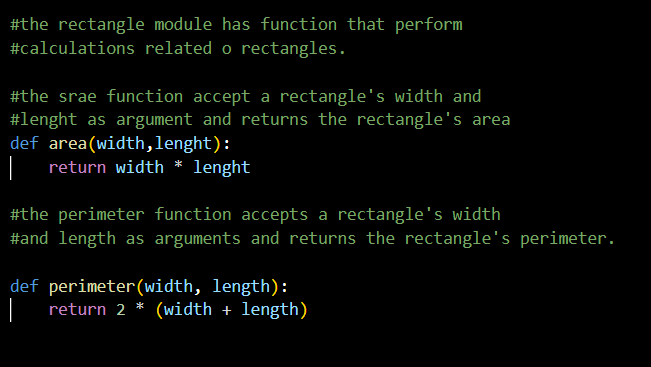 #the rectangle module has function that perform
#calculations related o rectangles.
#the srae function accept a rectangle's width and
#lenght as argument and returns the rectangle's area
def area(width,lenght):
    return width * lenght
#the perimeter function accepts a rectangle's width
#and length as arguments and returns the rectangle's perimeter.
def perimeter(width, length):
    return 2 * (width + length)